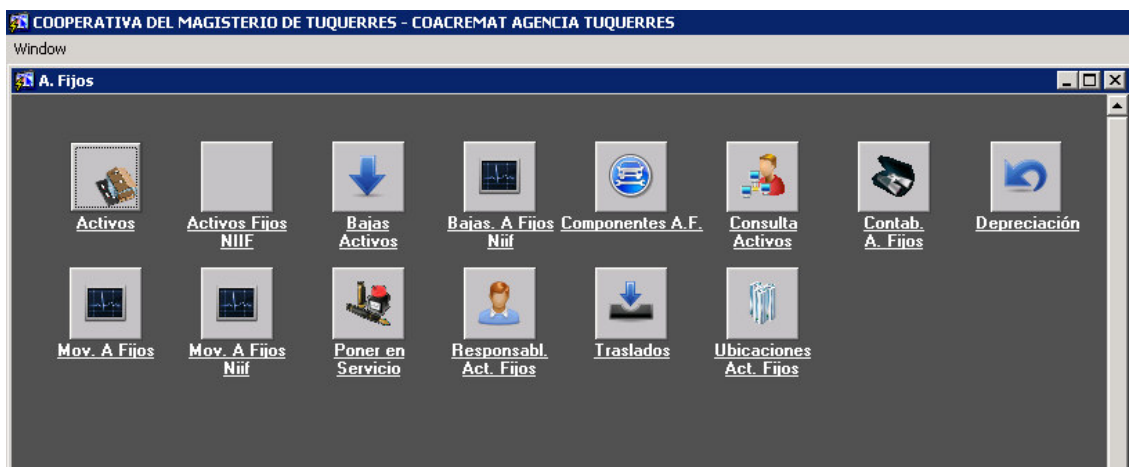 COOPERATIVA DEL MAGISTERIO DE TUQUERRES - COACREMAT AGENCIA TUQUERRES
Window
A. Fijos
Activos
Activos Fijos
NIIF
Bajas
Activos
Bajas. A Fijos
Niif
Componentes A.F.
Consulta
Activos
Contab.
A. Fijos
Depreciación
Mov. A Fijos
Mov. A Fijos
Niif
Poner en
Servicio
Responsabl.
Act. Fijos
Traslados
Ubicaciones
Act. Fijos